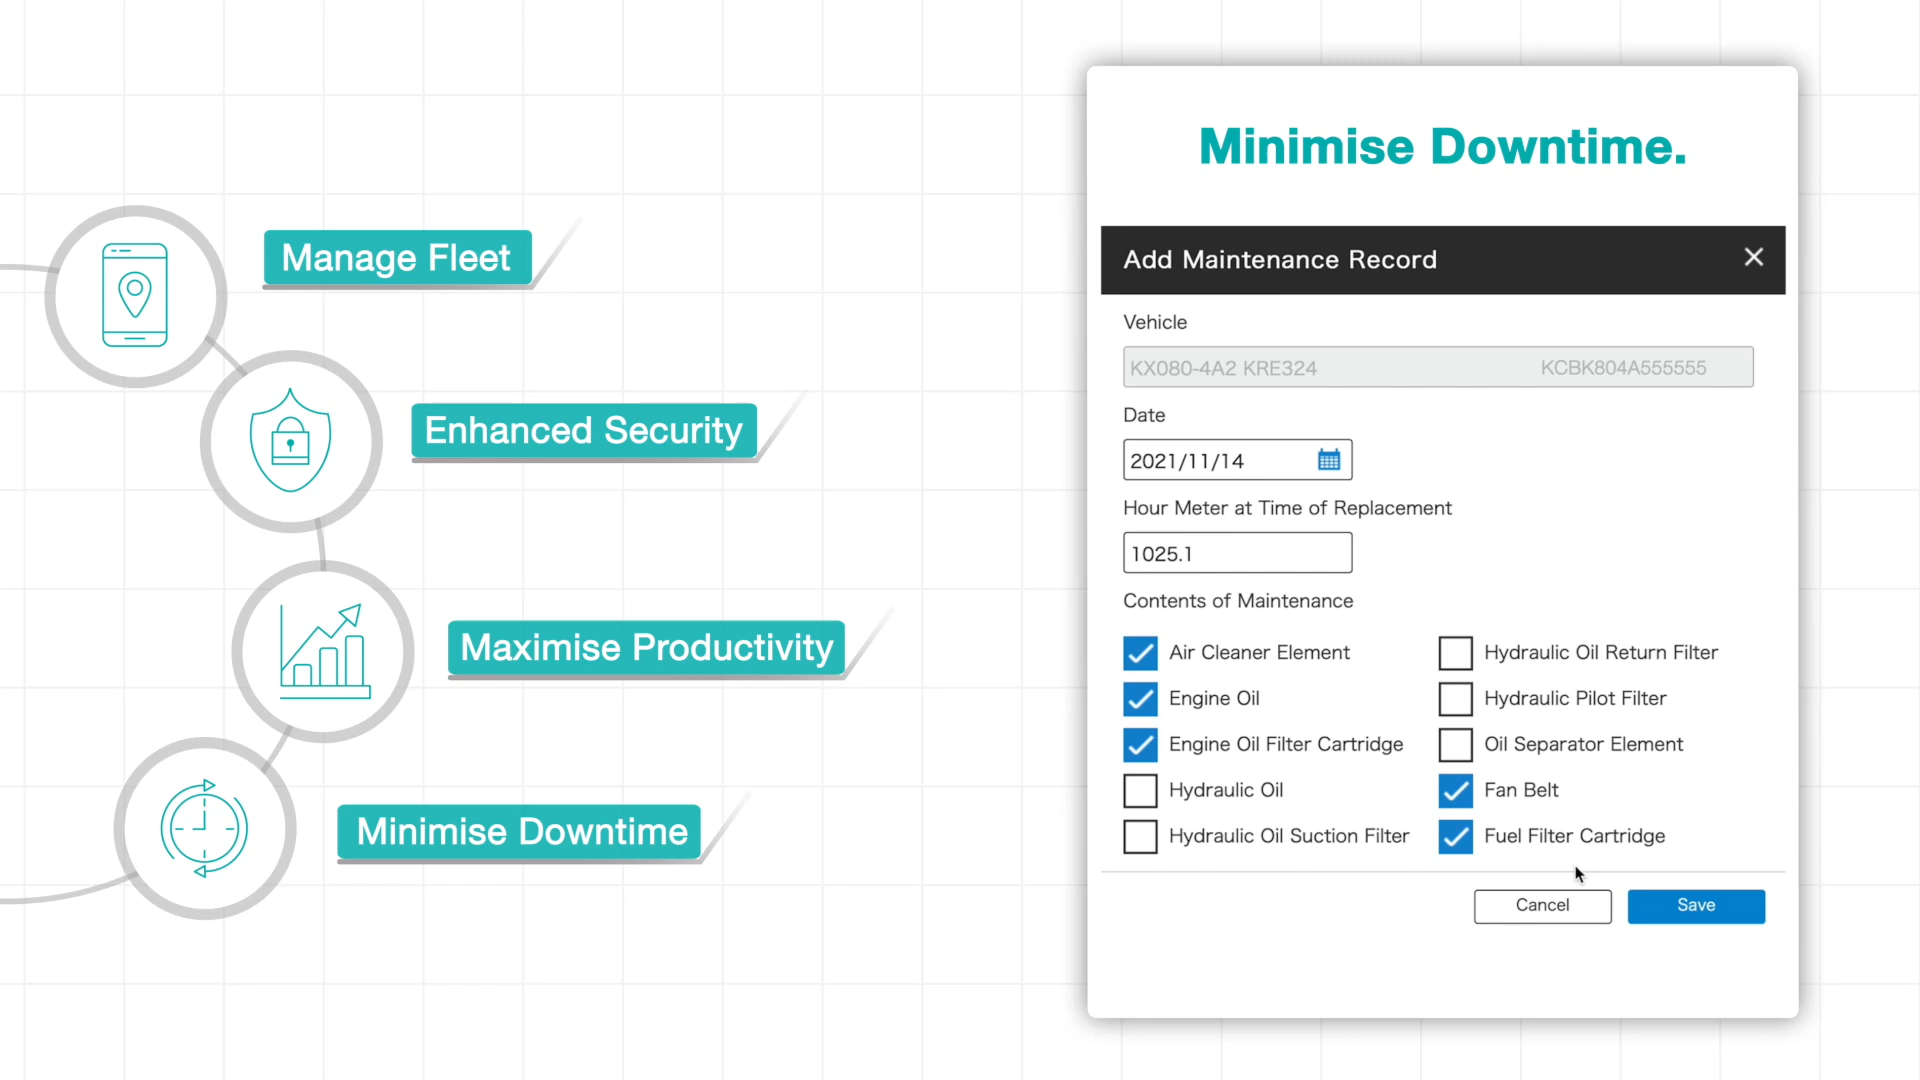 Manage Fleet
Enhanced Security
Maximise Productivity
Minimise Downtime
Minimise Downtime.
Add Maintenance Record
Vehicle
KX080-4A2 KRE324 KCBK804A555555
Date
2021/11/14
Hour Meter at Time of Replacement
1025.1
Contents of Maintenance
Air Cleaner Element
Hydraulic Oil Return Filter
Engine Oil
Hydraulic Pilot Filter
Engine Oil Filter Cartridge
Oil Separator Element
Hydraulic Oil
Fan Belt
Hydraulic Oil Suction Filter
Fuel Filter Cartridge
Cancel
Save